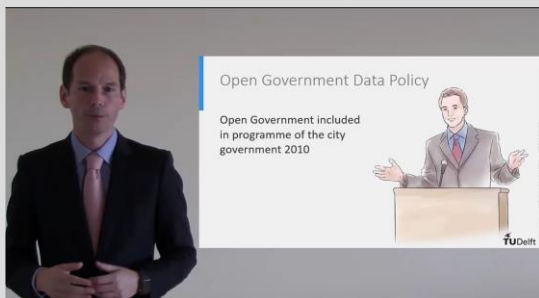 Open Government Data Policy
Open Government included
in programme of the city
government 2010
TUDelft